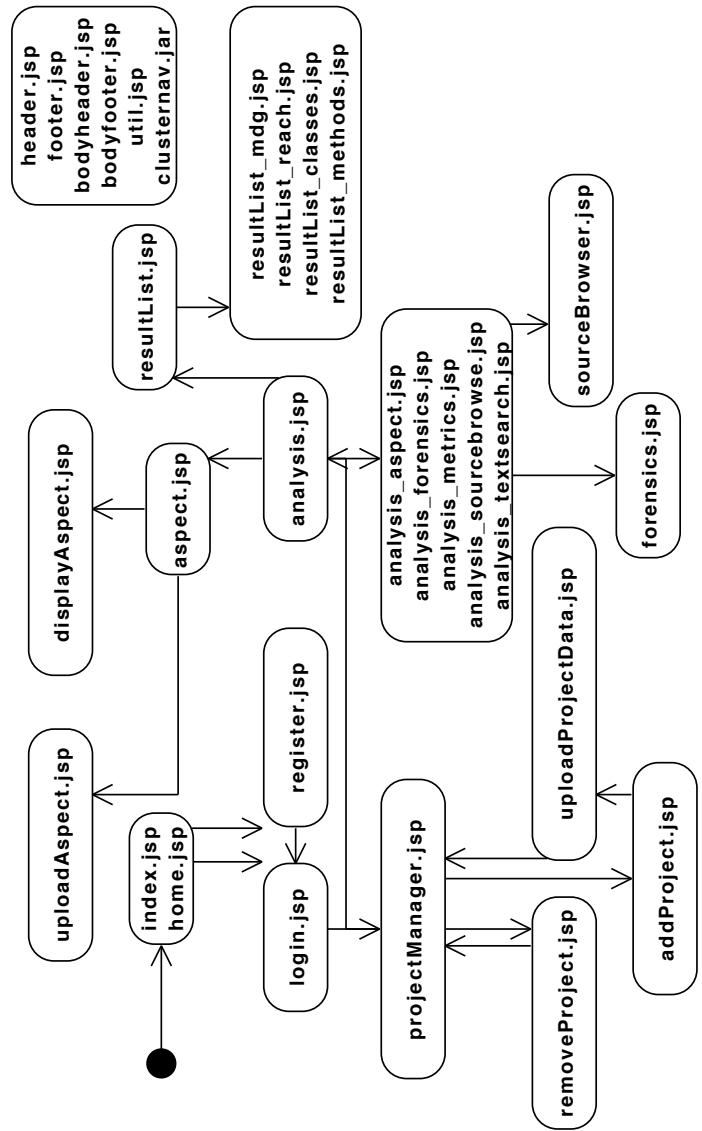 header.jsp
footer.jsp
bodyheader.jsp
bodyfooter.jsp
util.jsp
clusternav.jar
resultList.jsp
resultList_mdg.jsp
resultList_reach.jsp
resultList_classes.jsp
resultList_methods.jsp
displayAspect.jsp
aspect.jsp
analysis.jsp
analysis_aspect.jsp
analysis_forensics.jsp
analysis_metrics.jsp
analysis_sourcebrowse.jsp
analysis_textsearch.jsp
sourceBrowser.jsp
forensics.jsp
uploadAspect.jsp
index.jsp
home.jsp
register.jsp
login.jsp
projectManager.jsp
uploadProjectData.jsp
removeProject.jsp
addProject.jsp